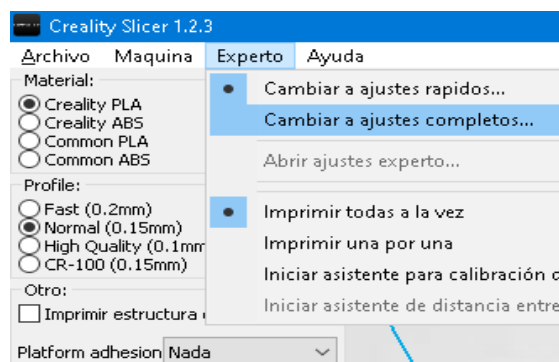 Creality Slicer 1.2.3
Archivo Maquina Experto Ayuda
Material:
Creality PLA
Creality ABS
Common PLA
Common ABS
Profile:
Fast (0.2mm)
Normal (0.15mm)
High Quality (0.1mm
CR-100 (0.15mm)
Otro:
Imprimir estructura
Platform adhesion Nada
Cambiar a ajustes rapidos...
Cambiar a ajustes completos...
Abrir ajustes experto...
Imprimir todas a la vez
Imprimir una por una
Iniciar asistente para calibración
Iniciar asistente de distancia entre